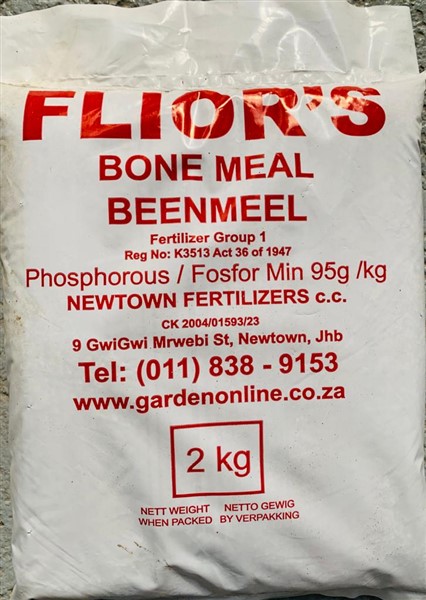 FLIOR'S
BONE MEAL
BEENMEEL
Fertilizer Group 1
Reg No: K3513 Act 36 of 1947
Phosphorous / Fosfor Min 95g /kg
NEWTOWN FERTILIZERS c.c.
CK 2004/01593/23
9 GwiGwi Mrwebi St, Newtown, Jhb
Tel: (011) 838 - 9153
www.gardenonline.co.za
2 kg
NETT WEIGHT NETTO GEWIG
WHEN PACKED BY VERPAKKING